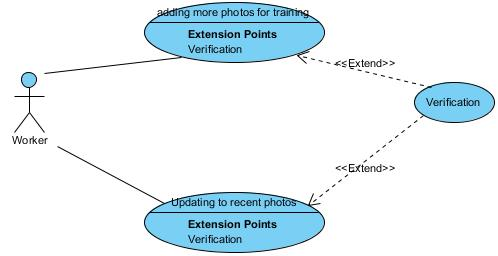 adding more photos for training
Extension Points
Verification
<<Extend>>
Verification
Worker
<<Extend>>
Updating to recent photos
Extension Points
Verification